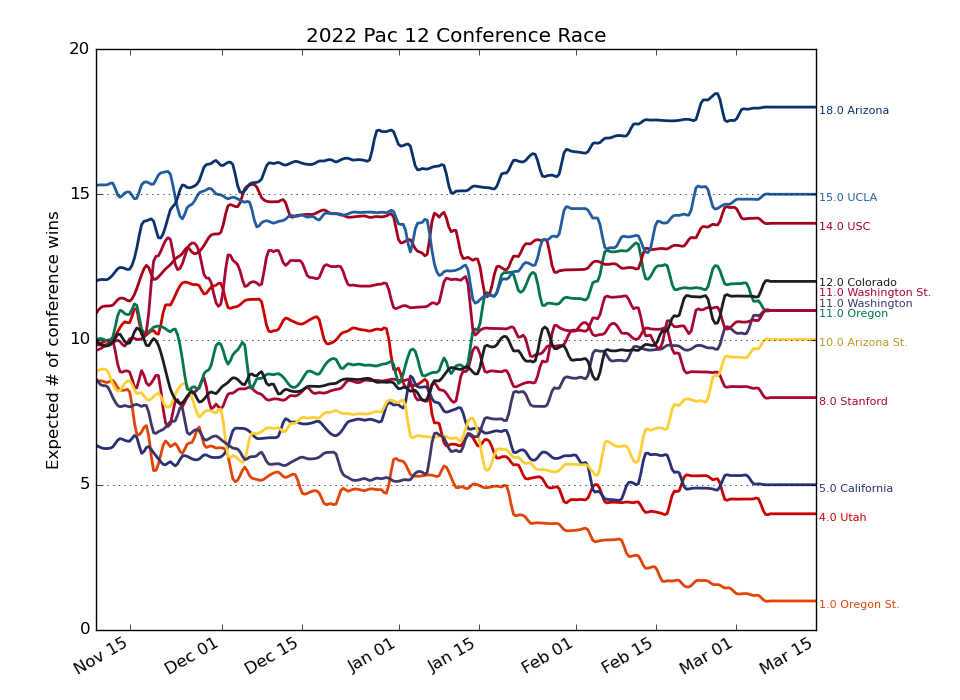 2022 Pac 12 Conference Race
Expected # of conference wins
20
15
10
5
0
Nov 15
Dec 01
Dec 15
Jan 01
Jan 15
Feb 01
Feb 15
Mar 01
Mar 15
18.0 Arizona
15.0 UCLA
14.0 USC
12.0 Colorado
11.0 Washington St.
11.0 Washington
11.0 Oregon
10.0 Arizona St.
8.0 Stanford
5.0 California
4.0 Utah
1.0 Oregon St.